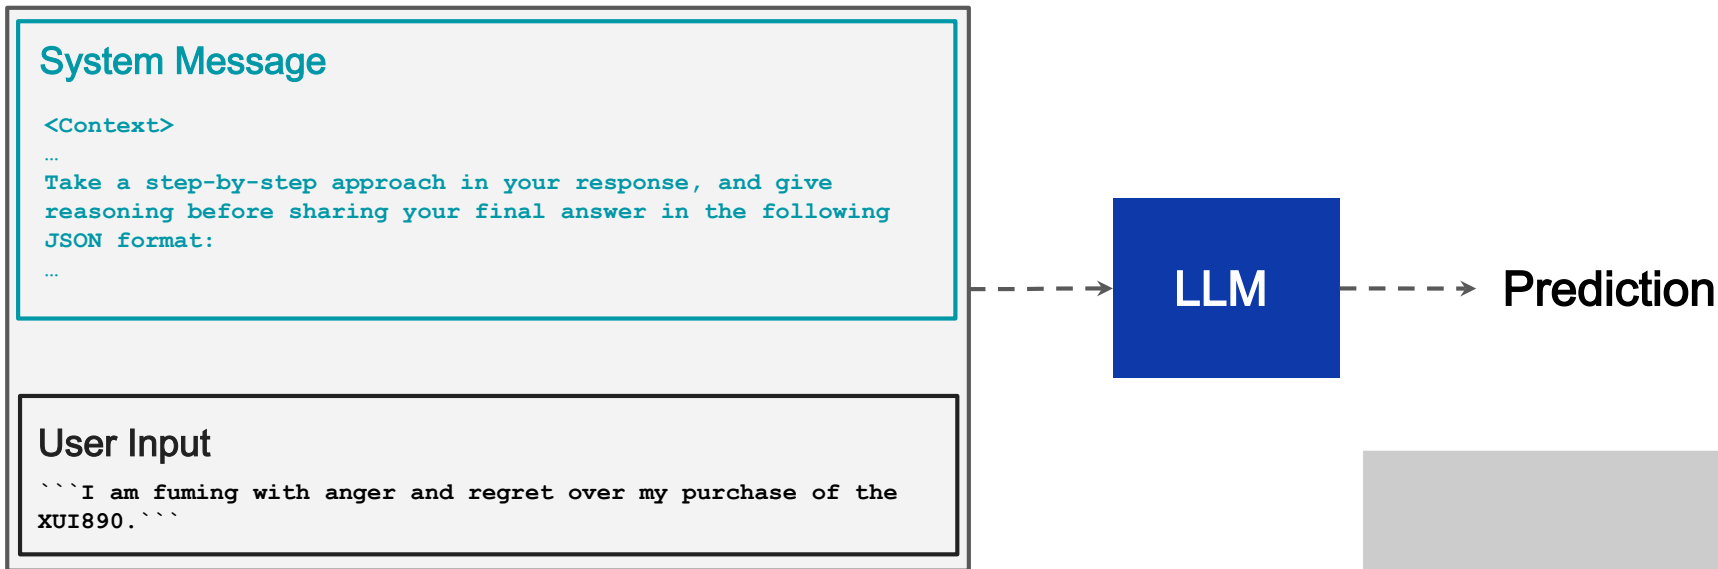 System Message
<Context>
…
Take a step-by-step approach in your response, and give
reasoning before sharing your final answer in the following
JSON format:
…
LLM
Prediction
User Input
```I am fuming with anger and regret over my purchase of the
XUI890.```